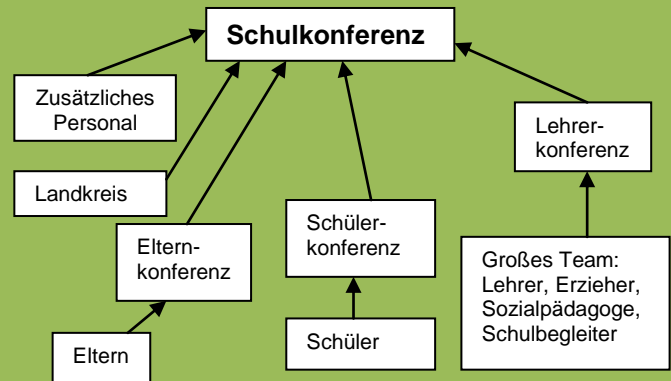 Schulkonferenz
Zusätzliches
Personal
Lehrer-
konferenz
Landkreis
Eltern-
konferenz
Schüler-
konferenz
Großes Team:
Lehrer, Erzieher,
Sozialpädagoge,
Schulbegleiter
Eltern
Schüler